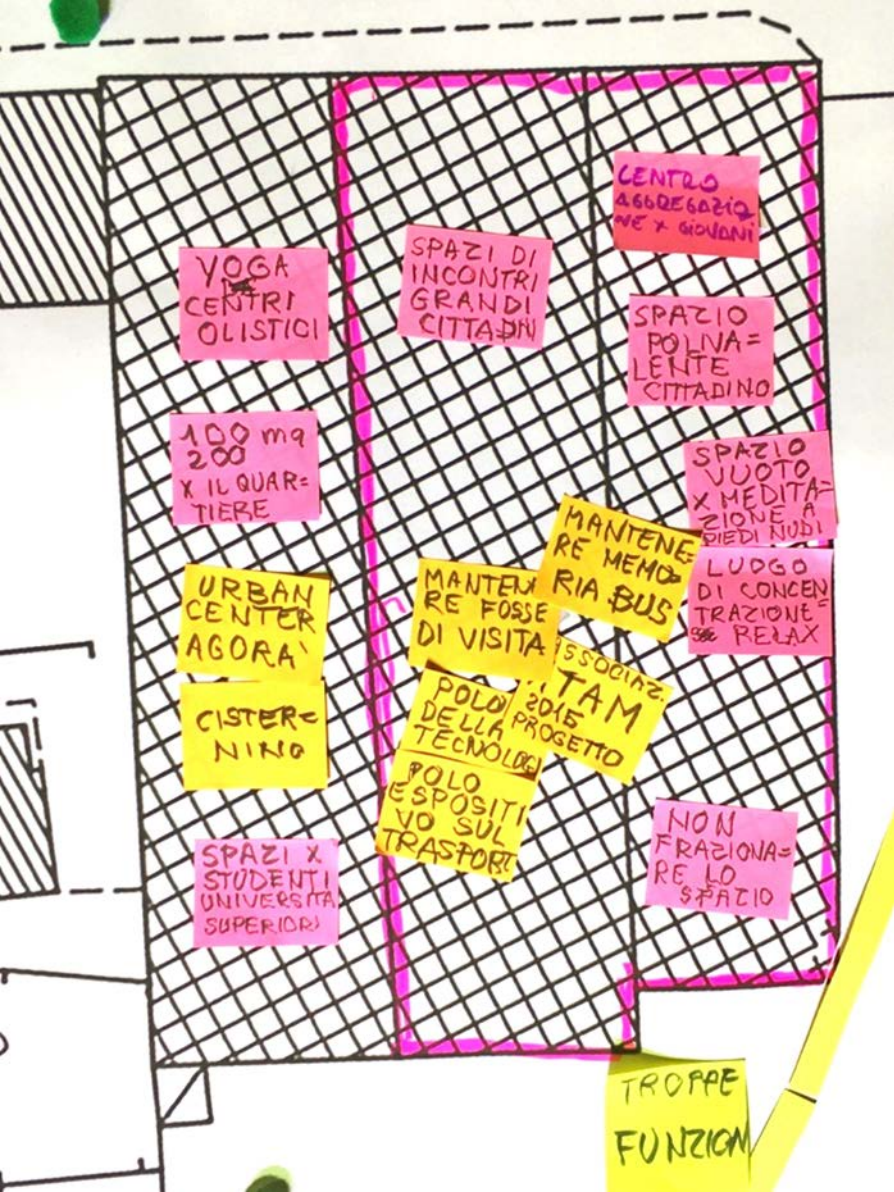 CENTRO
AGGREGAZIO
NE X GIOVANI
YOGA
CENTRI
OLISTICI
SPAZI DI
INCONTRI
GRANDI
CITTADINI
SPAZIO
POLIVA=
LENTE
CITTADINO
100 mq
200
X IL QUAR=
TIERE
SPAZIO
VUOTO
X MEDITA=
ZIONE A
PIEDI NUDI
MANTENE
RE MEMO
RIA BUS
LUOGO
DI CONCEN
TRAZIONE=
RELAX
URBAN
CENTER
AGORA'
MANTENE
RE FOSSE
DI VISITA
CISTER=
NINO
POLO
DELLA
TECNOLOGI
SSOCIAZ.
TAM
2015
PROGETTO
POLO
ESPOSITI
VO SUL
TRASPORT
SPAZI X
STUDENTI
UNIVERSITA
SUPERIORI
NON
FRAZIONA=
RE LO
SPAZIO
TROPPE
FUNZION